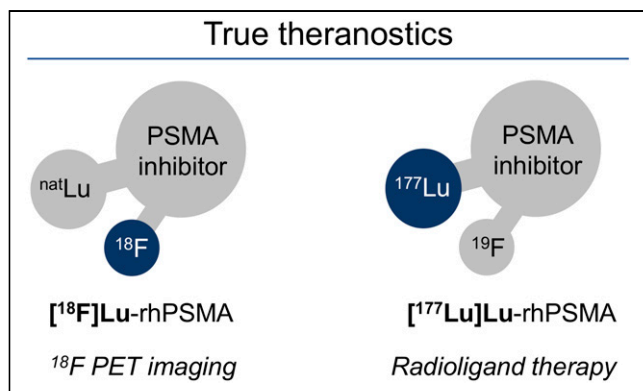 True theranostics
PSMA
inhibitor
natLu
18F
[18F]Lu-rhPSMA
18F PET imaging
PSMA
inhibitor
177Lu
19F
[177Lu]Lu-rhPSMA
Radioligand therapy